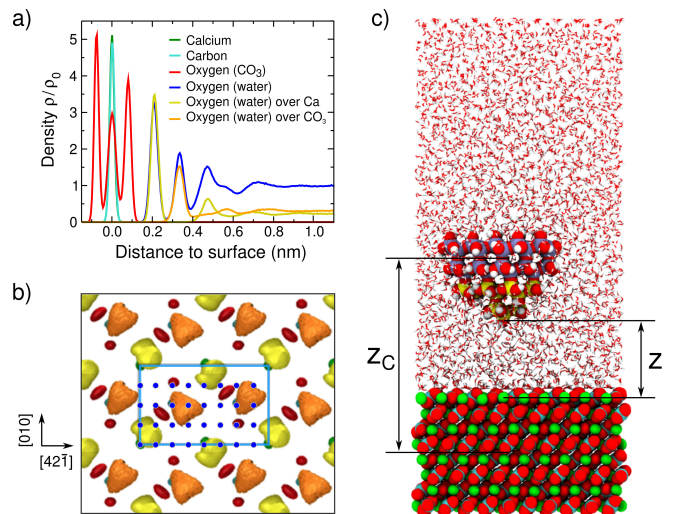 a)
Density ρ/ρ₀
5
4
3
2
1
0
Calcium
Carbon
Oxygen (CO₃)
Oxygen (water)
Oxygen (water) over Ca
Oxygen (water) over CO₃
0.0 0.2 0.4 0.6 0.8 1.0
Distance to surface (nm)
b)
[010]
[421̄]
c)
z_C
z